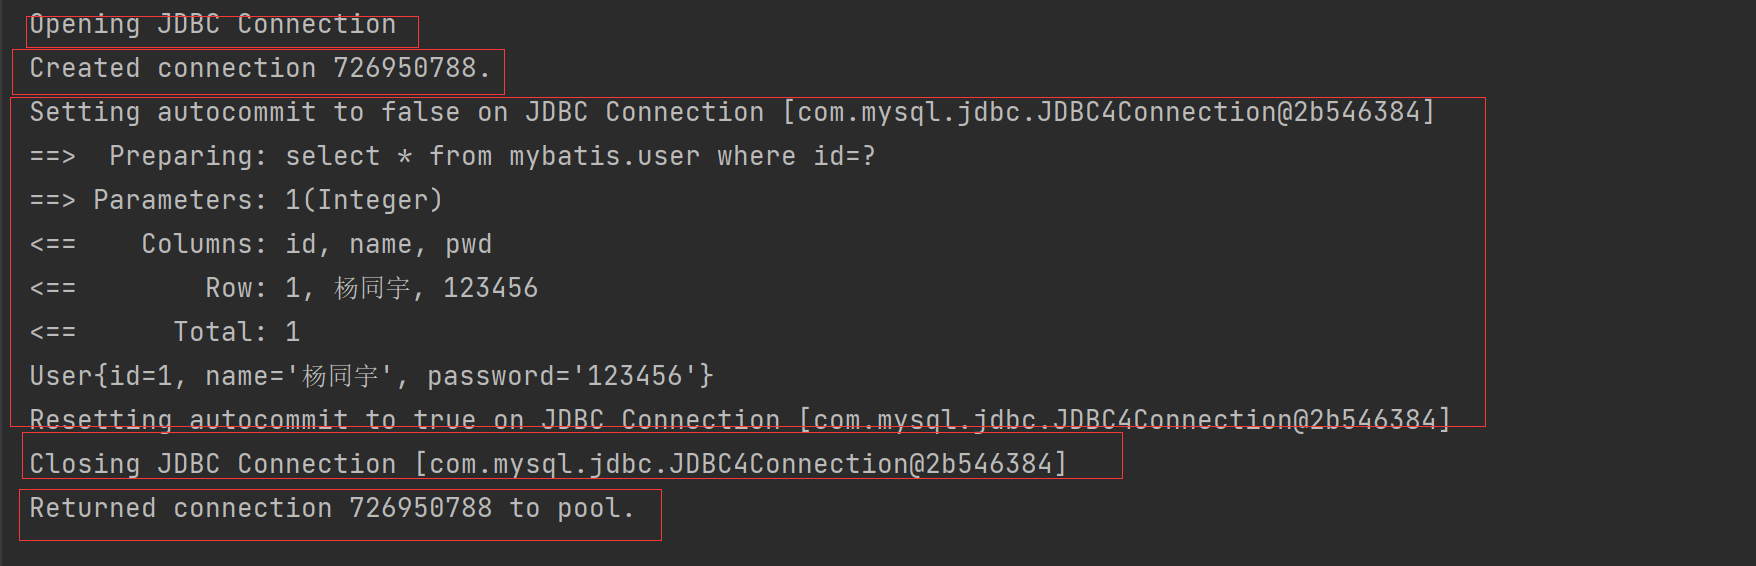 Opening JDBC Connection
Created connection 726950788.
Setting autocommit to false on JDBC Connection [com.mysql.jdbc.JDBC4Connection@2b546384]
==>  Preparing: select * from mybatis.user where id=?
==> Parameters: 1(Integer)
<==    Columns: id, name, pwd
<==        Row: 1, 杨同宇, 123456
<==      Total: 1
User{id=1, name='杨同宇', password='123456'}
Resetting autocommit to true on JDBC Connection [com.mysql.jdbc.JDBC4Connection@2b546384]
Closing JDBC Connection [com.mysql.jdbc.JDBC4Connection@2b546384]
Returned connection 726950788 to pool.